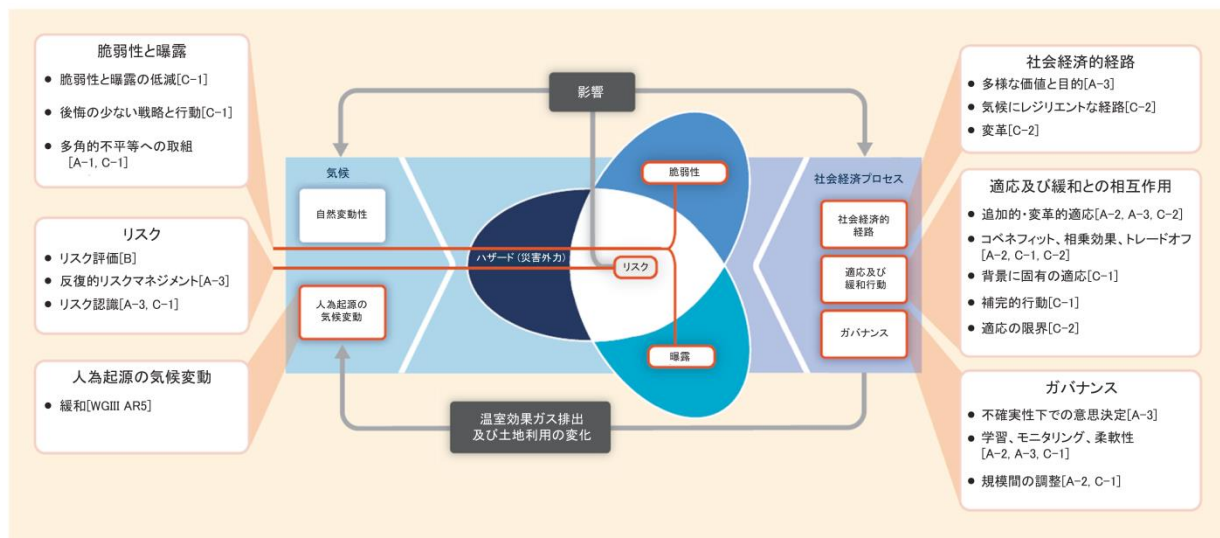 脆弱性と曝露
● 脆弱性と曝露の低減[C-1]
● 後悔の少ない戦略と行動[C-1]
● 多角的不平等への取組
[A-1, C-1]
リスク
● リスク評価[B]
● 反復的リスクマネジメント[A-3]
● リスク認識[A-3, C-1]
人為起源の気候変動
● 緩和[WGIII AR5]
影響
気候
自然変動性
人為起源の
気候変動
ハザード(災害外力)
脆弱性
リスク
曝露
社会経済プロセス
社会経済的
経路
適応及び
緩和行動
ガバナンス
温室効果ガス排出
及び土地利用の変化
社会経済的経路
● 多様な価値と目的[A-3]
● 気候にレジリエントな経路[C-2]
● 変革[C-2]
適応及び緩和との相互作用
● 追加的・変革的適応[A-2, A-3, C-2]
● コベネフィット、相乗効果、トレードオフ
[A-2, C-1, C-2]
● 背景に固有の適応[C-1]
● 補完的行動[C-1]
● 適応の限界[C-2]
ガバナンス
● 不確実性下での意思決定[A-3]
● 学習、モニタリング、柔軟性
[A-2, A-3, C-1]
● 規模間の調整[A-2, C-1]